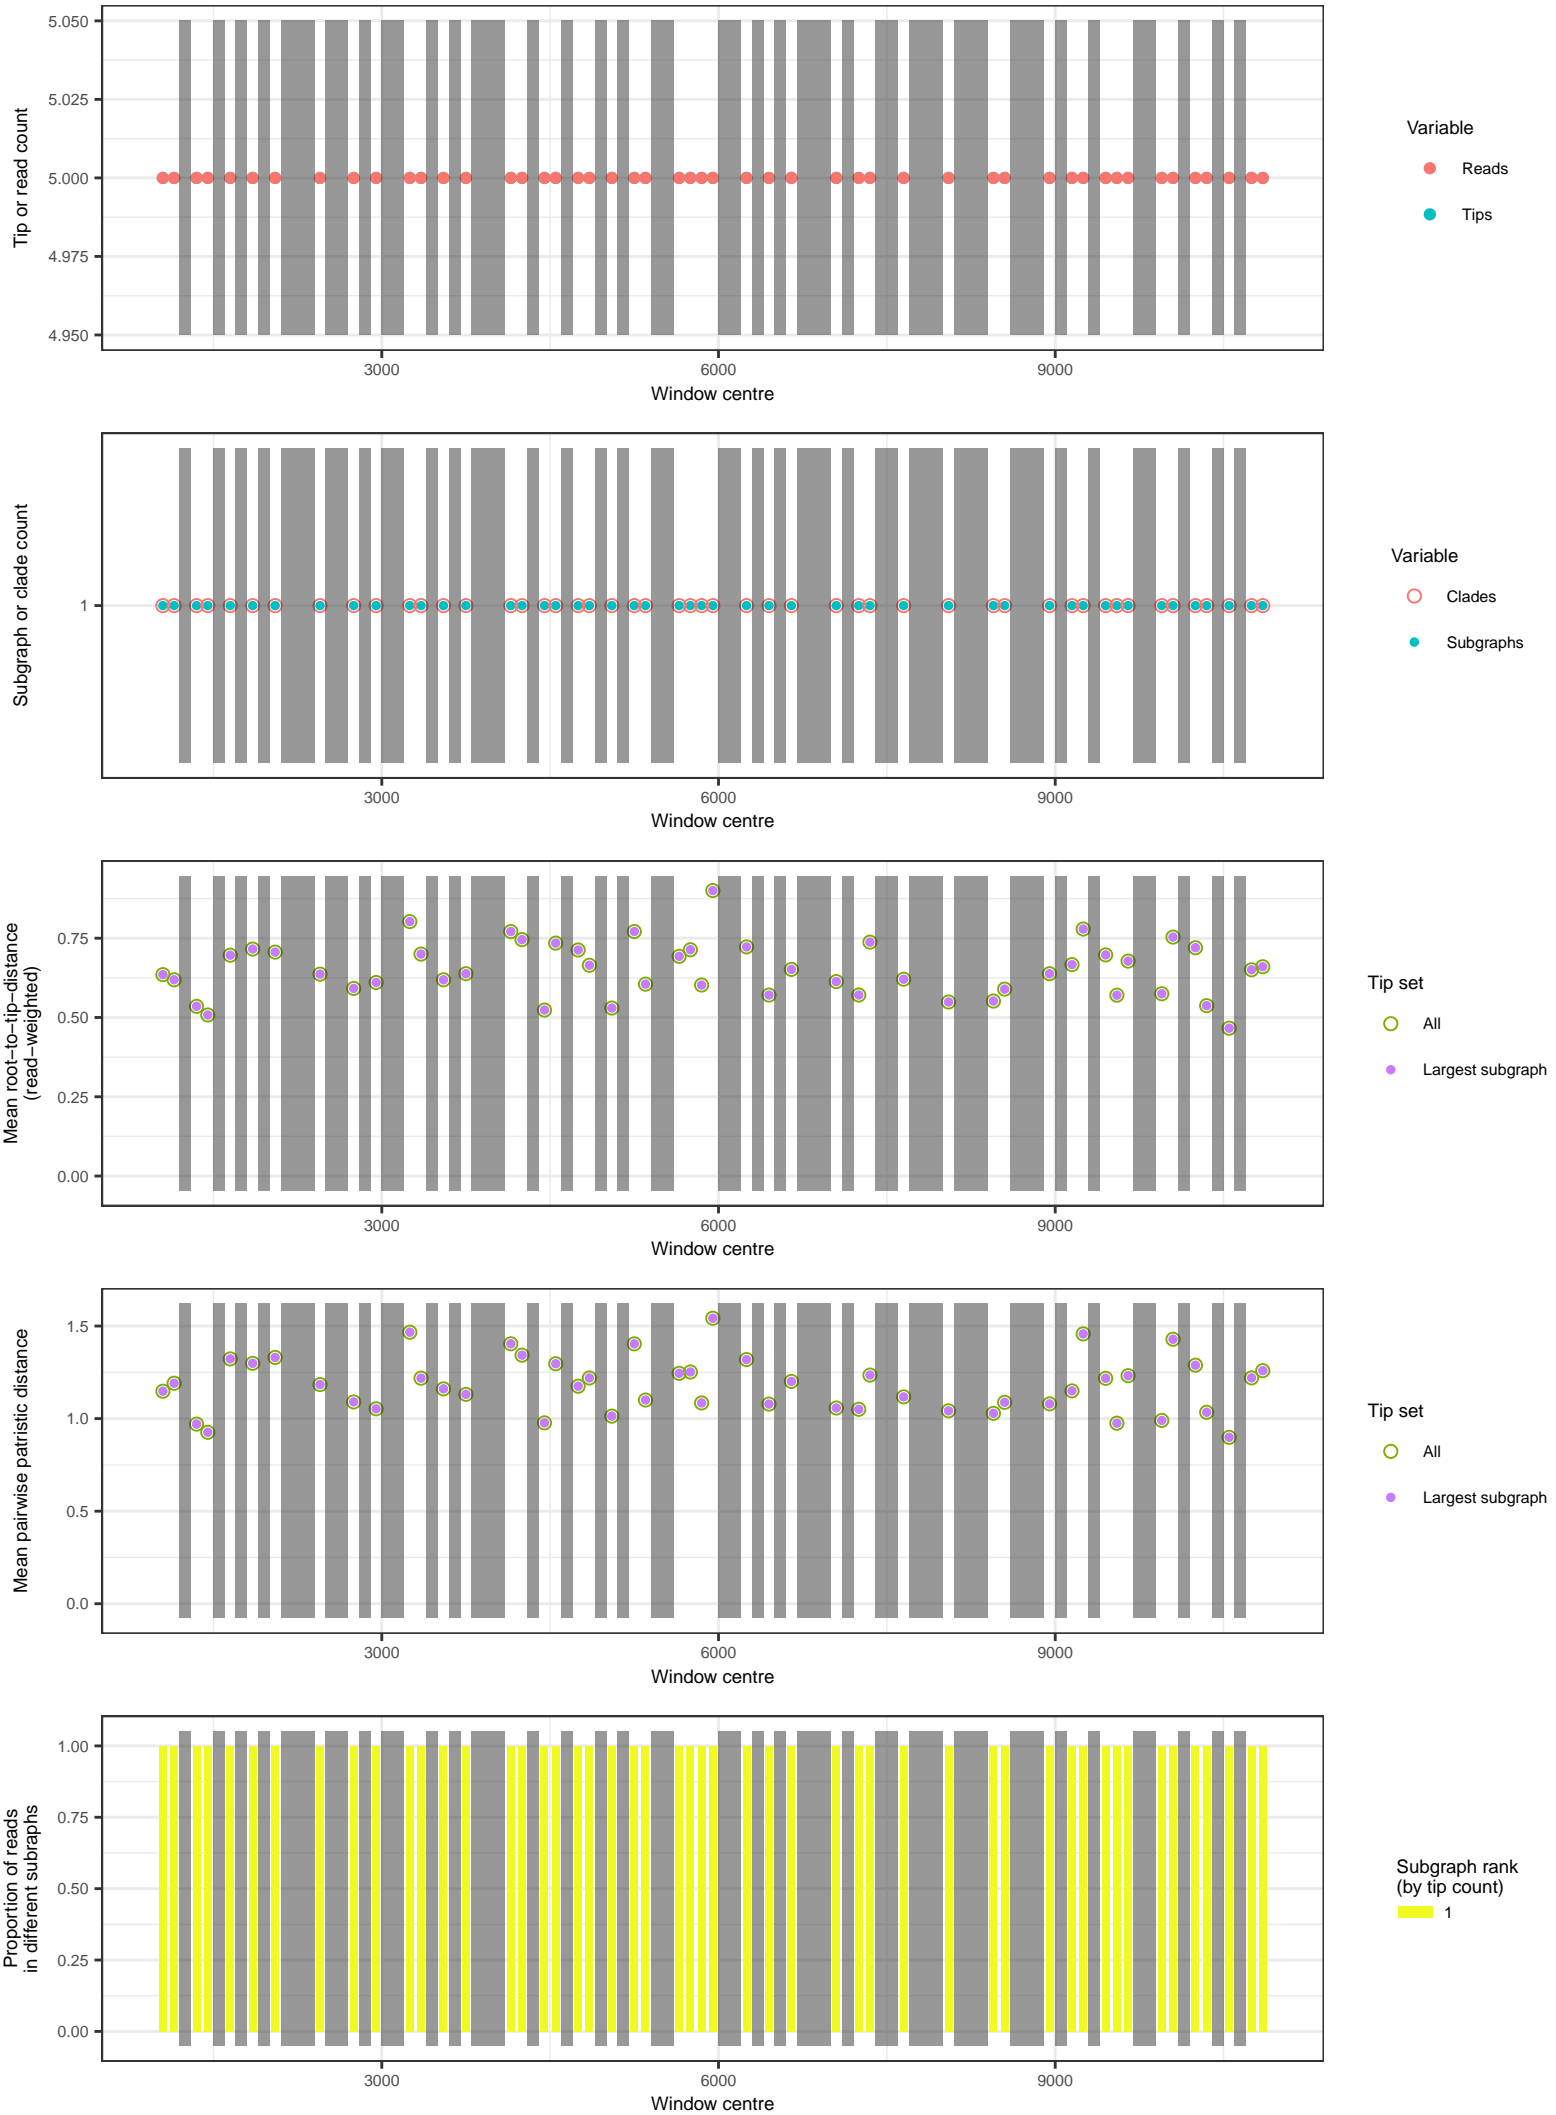 5.050
5.025
5.000
4.975
4.950
Tip or read count
3000
6000
9000
Window centre
Variable
Reads
Tips
1
Subgraph or clade count
3000
6000
9000
Window centre
Variable
Clades
Subgraphs
0.75
0.50
0.25
0.00
Mean root−to−tip−distance
(read−weighted)
3000
6000
9000
Window centre
Tip set
All
Largest subgraph
1.5
1.0
0.5
0.0
Mean pairwise patristic distance
3000
6000
9000
Window centre
Tip set
All
Largest subgraph
1.00
0.75
0.50
0.25
0.00
Proportion of reads
in different subraphs
3000
6000
9000
Window centre
Subgraph rank
(by tip count)
1